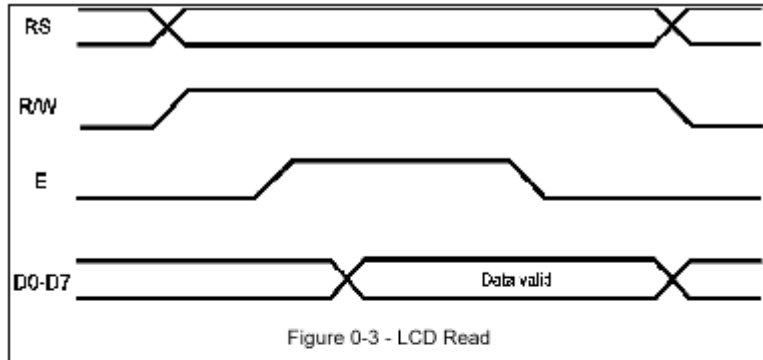 RS
R/W
E
D0-D7
Data valid
Figure 0-3 - LCD Read